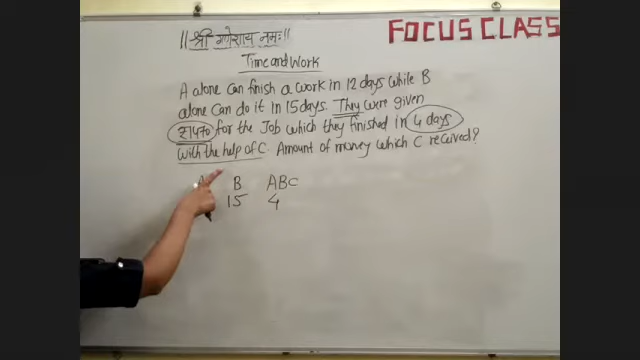 ||श्री गणेशाय नमः||
FOCUS CLASS
Time and Work
A alone can finish a work in 12 days while B
alone can do it in 15 days. They were given
for the Job which they finished in 4 days
with the help of C. Amount of money which C received?
A B ABC
15 4